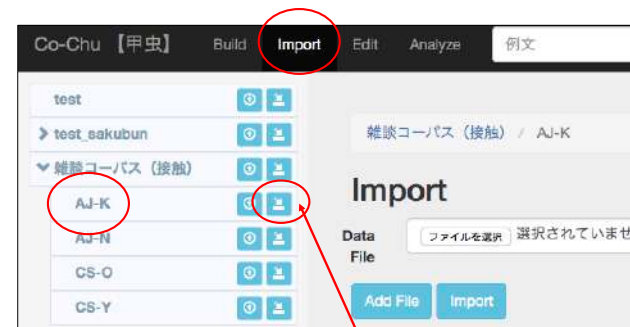 Co-Chu 【甲虫】 Build Import Edit Analyze 例文
test
test_sakubun
雑談コーパス（接触）
AJ-K
AJ-N
CS-O
CS-Y
雑談コーパス（接触） / AJ-K
Import
Data File ファイルを選択 選択されていませ
Add File Import